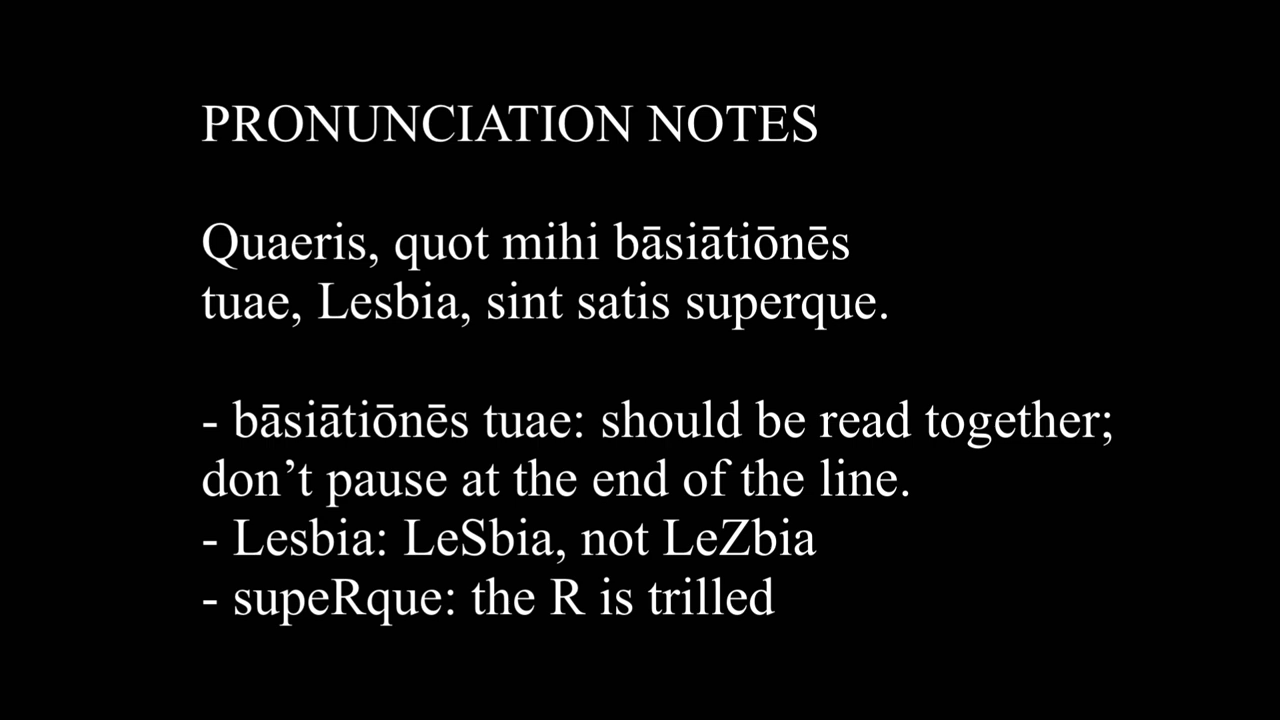 PRONUNCIATION NOTES
Quaeris, quot mihi bāsiātiōnēs
tuae, Lesbia, sint satis superque.
- bāsiātiōnēs tuae: should be read together;
don’t pause at the end of the line.
- Lesbia: LeSbia, not LeZbia
- supeRque: the R is trilled